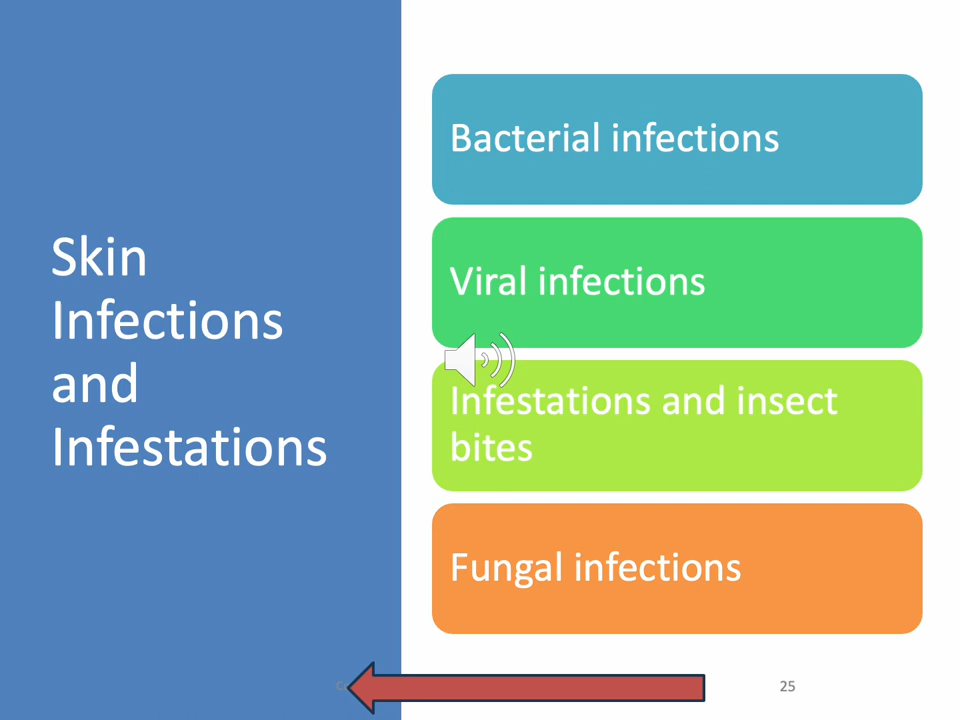 Skin
Infections
and
Infestations
Bacterial infections
Viral infections
Infestations and insect
bites
Fungal infections
25